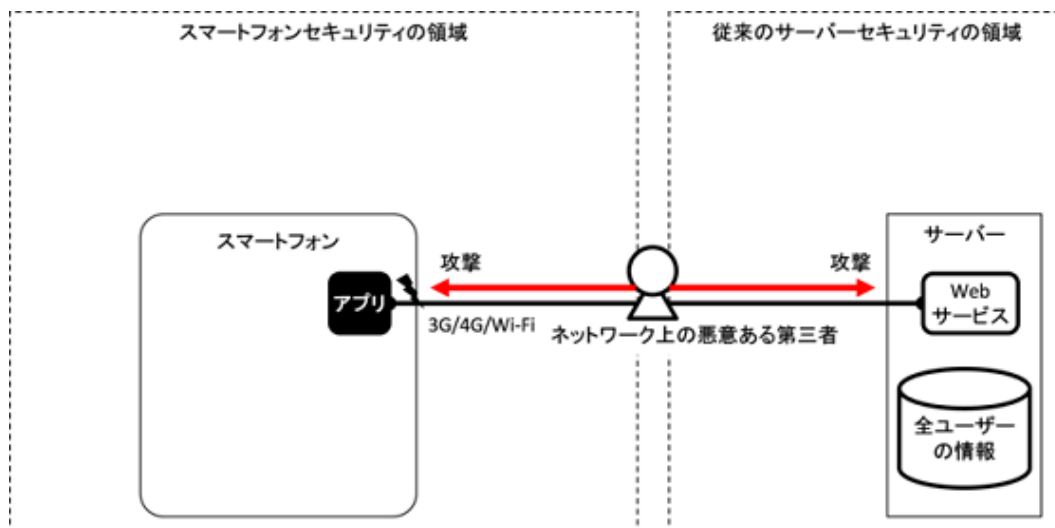 スマートフォンセキュリティの領域
従来のサーバーセキュリティの領域
スマートフォン
アプリ
攻撃
3G/4G/Wi-Fi
ネットワーク上の悪意ある第三者
攻撃
サーバー
Web
サービス
全ユーザー
の情報